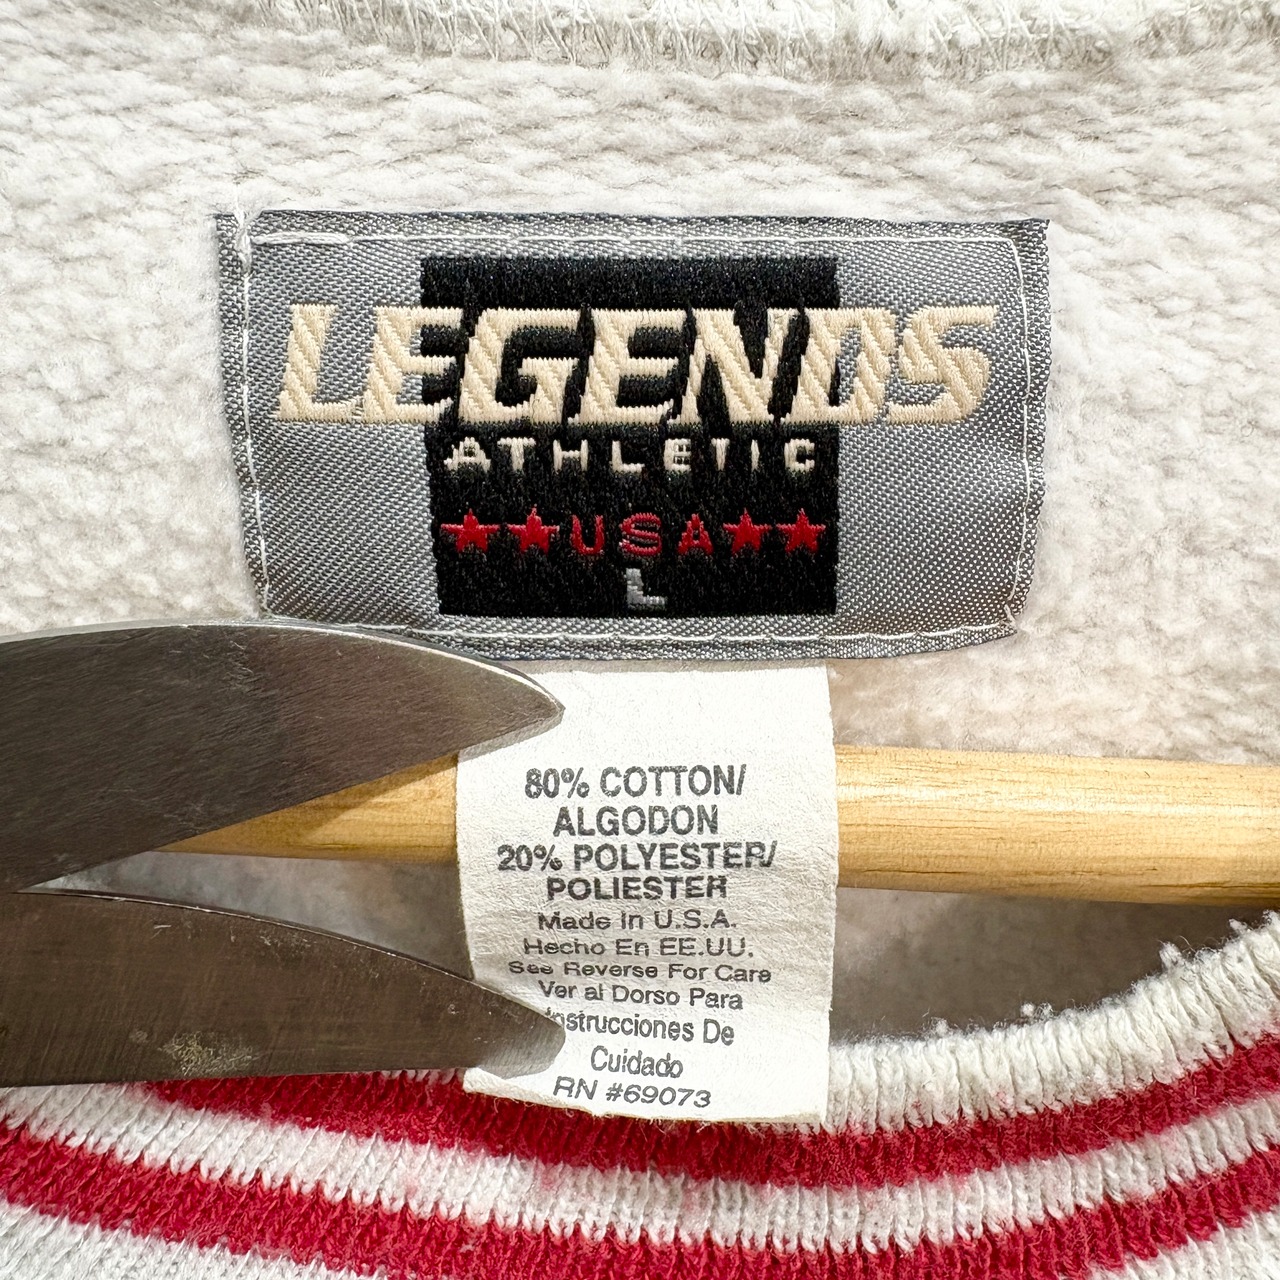 LEGENDS
ATHLETIC
★★USA★★
L
80% COTTON/
ALGODON
20% POLYESTER/
POLIESTER
Made In U.S.A.
Hecho En EE.UU.
See Reverse For Care
Ver al Dorso Para
Instrucciones De
Cuidado
RN #69073